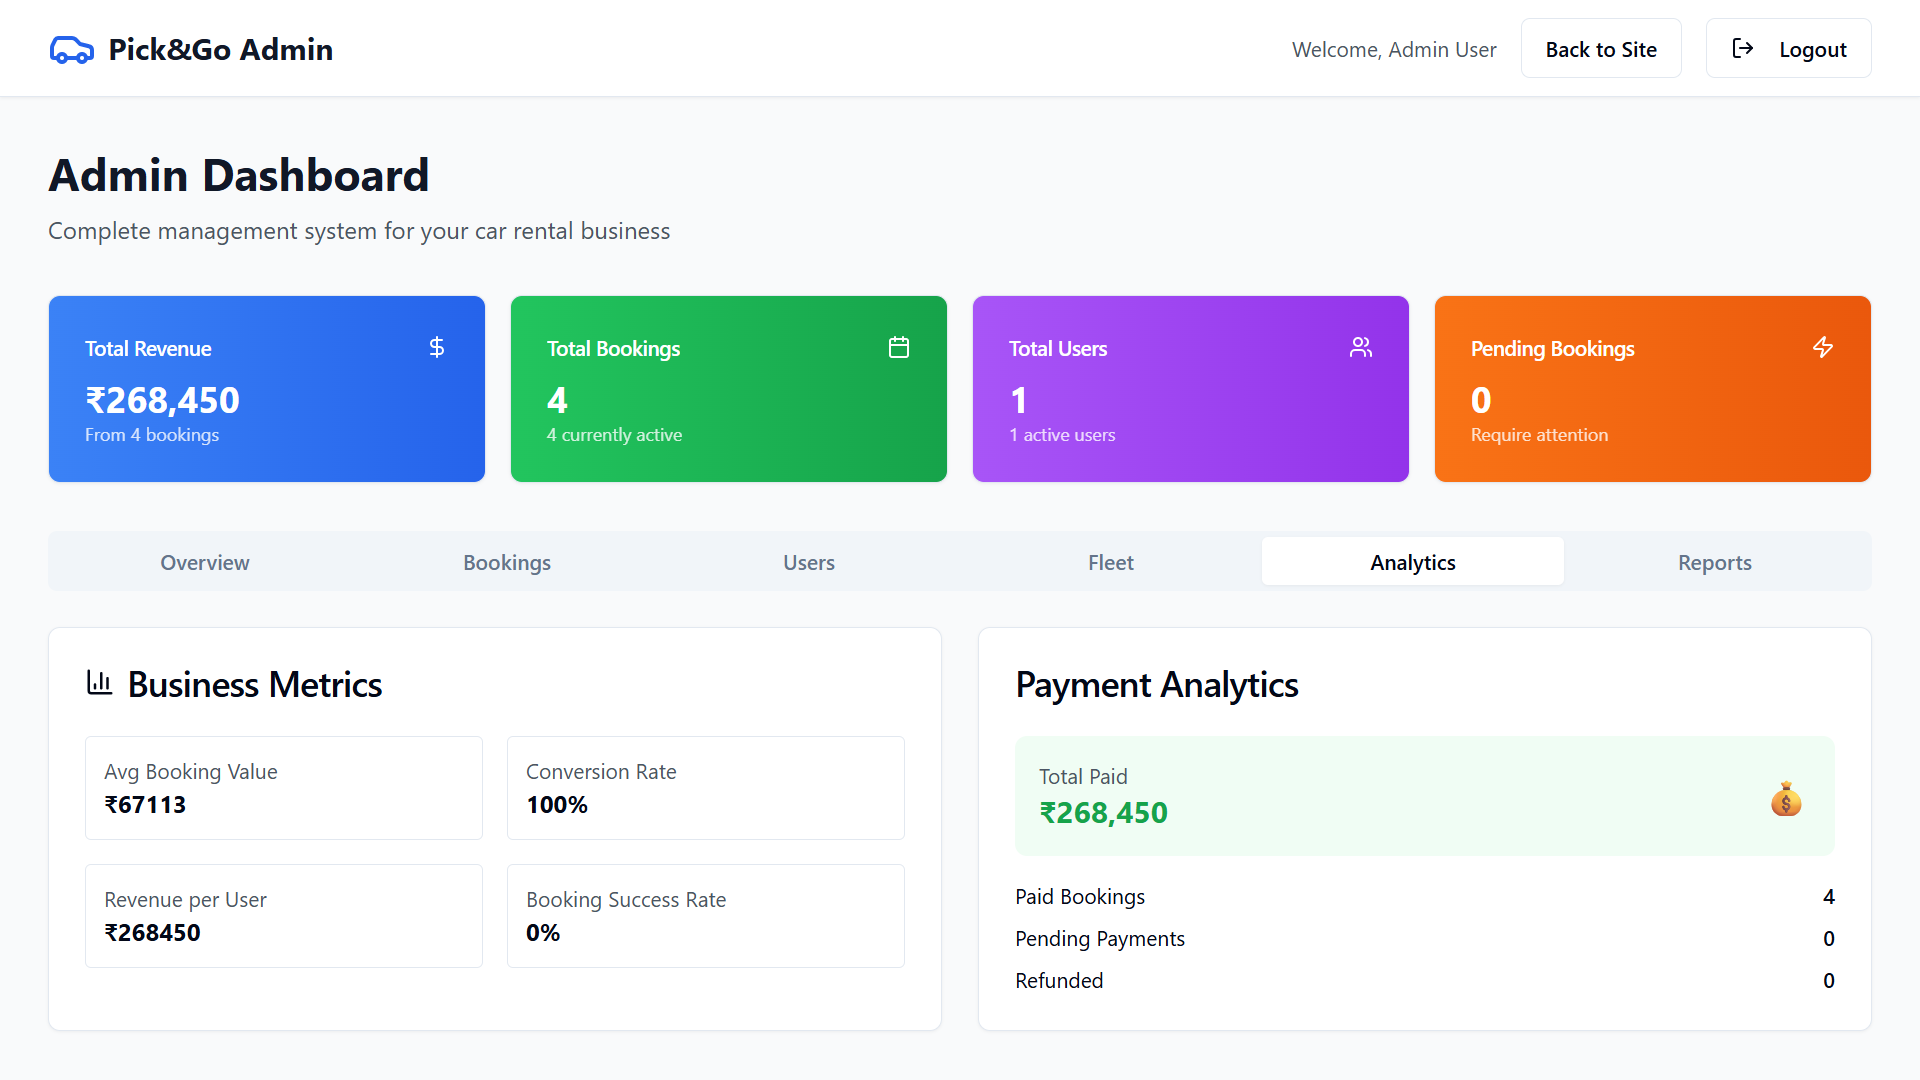 Pick&Go Admin
Welcome, Admin User
Back to Site
Logout
Admin Dashboard
Complete management system for your car rental business
Total Revenue
₹268,450
From 4 bookings
Total Bookings
4
4 currently active
Total Users
1
1 active users
Pending Bookings
0
Require attention
Overview
Bookings
Users
Fleet
Analytics
Reports
Business Metrics
Avg Booking Value
₹67113
Conversion Rate
100%
Revenue per User
₹268450
Booking Success Rate
0%
Payment Analytics
Total Paid
₹268,450
Paid Bookings 4
Pending Payments 0
Refunded 0